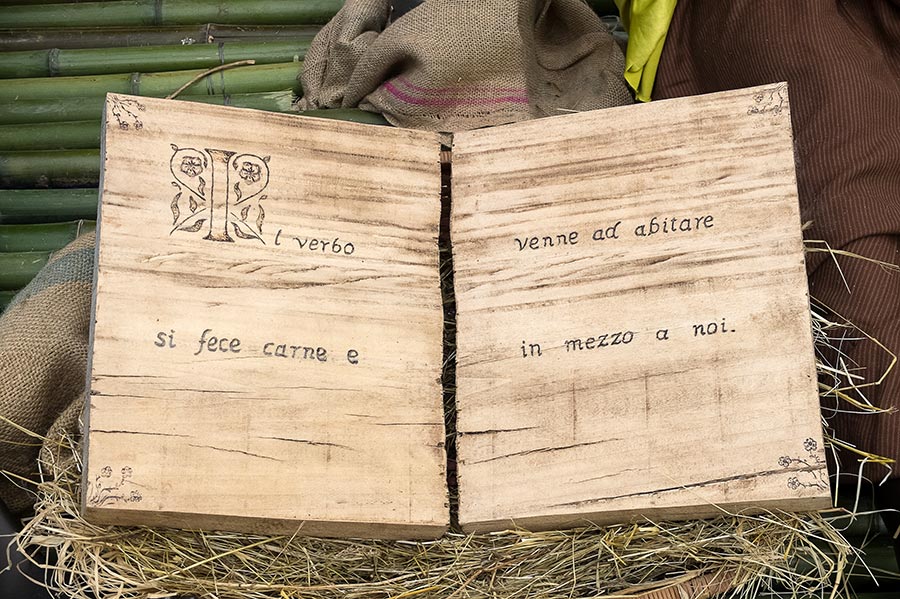 Il verbo
si fece carne e
venne ad abitare
in mezzo a noi.